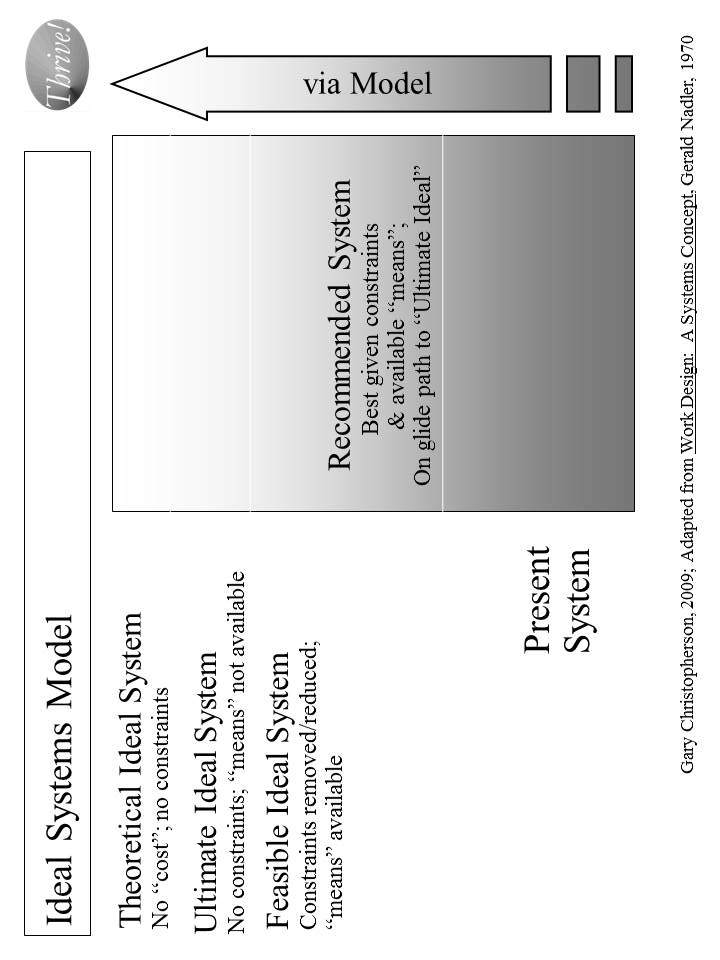 Ideal Systems Model
Thrive!
Theoretical Ideal System
No “cost”; no constraints
Ultimate Ideal System
No constraints; “means” not available
Feasible Ideal System
Constraints removed/reduced;
“means” available
Recommended System
Best given constraints
& available “means”;
On glide path to “Ultimate Ideal”
Present
System
via Model
Gary Christopherson, 2009; Adapted from Work Design: A Systems Concept, Gerald Nadler, 1970